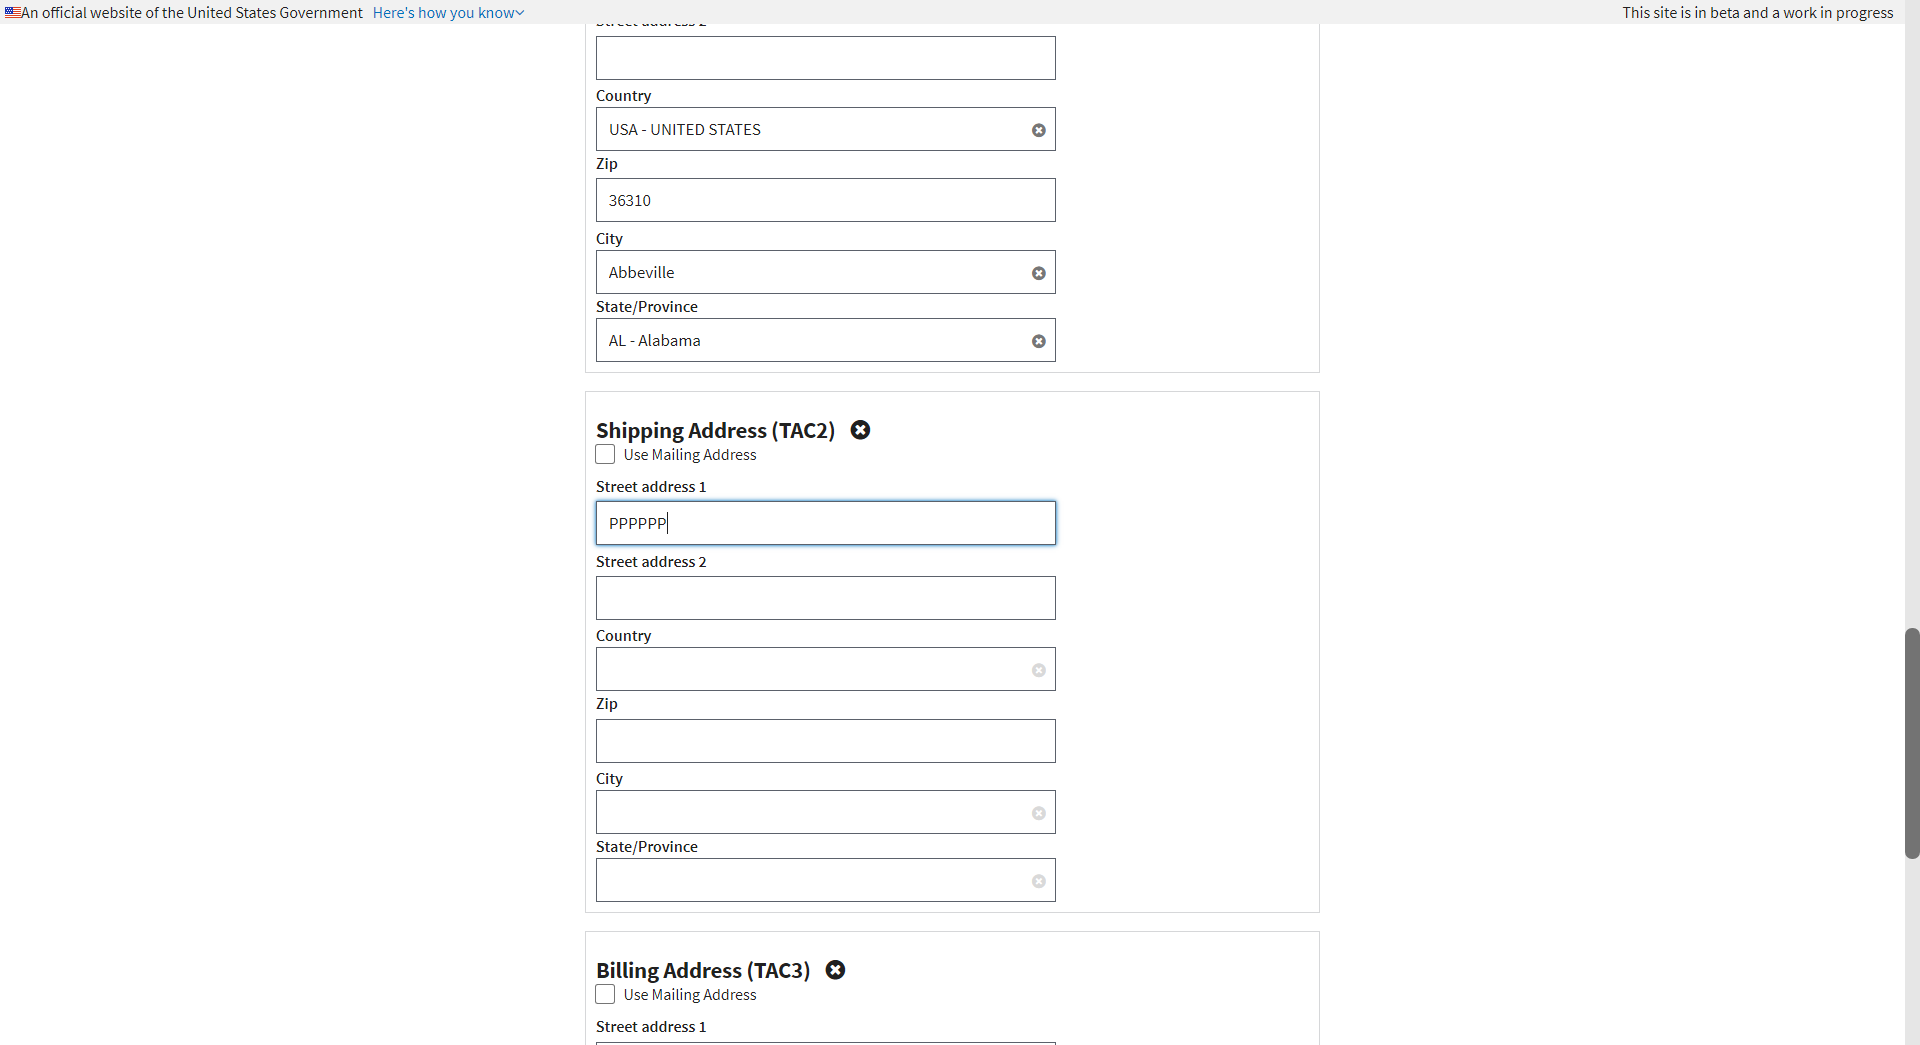 An official website of the United States Government Here's how you know
This site is in beta and a work in progress
Street address 2
Country
USA - UNITED STATES
Zip
36310
City
Abbeville
State/Province
AL - Alabama
Shipping Address (TAC2)
Use Mailing Address
Street address 1
PPPPPP
Street address 2
Country
Zip
City
State/Province
Billing Address (TAC3)
Use Mailing Address
Street address 1